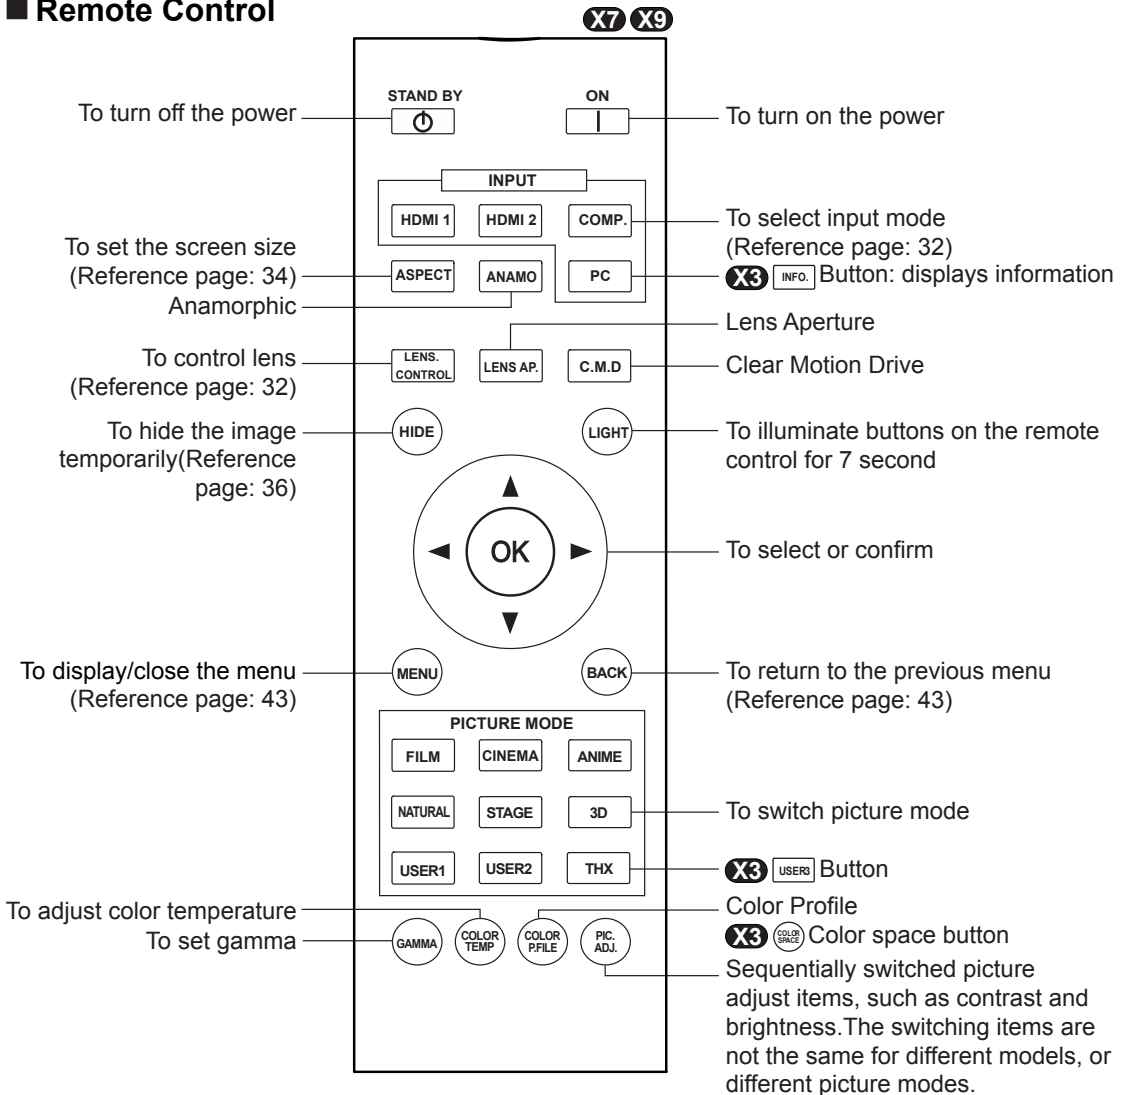 ■ Remote Control
X7 X9
STAND BY
ON
To turn off the power
To turn on the power
INPUT
HDMI 1
HDMI 2
COMP.
To select input mode
(Reference page: 32)
To set the screen size
(Reference page: 34)
ASPECT
ANAMO
PC
X3 INFO. Button: displays information
Anamorphic
Lens Aperture
To control lens
(Reference page: 32)
LENS.
CONTROL
LENS AP.
C.M.D
Clear Motion Drive
To hide the image
temporarily(Reference
page: 36)
HIDE
LIGHT
To illuminate buttons on the remote
control for 7 second
OK
To select or confirm
To display/close the menu
(Reference page: 43)
MENU
BACK
To return to the previous menu
(Reference page: 43)
PICTURE MODE
FILM
CINEMA
ANIME
NATURAL
STAGE
3D
To switch picture mode
USER1
USER2
THX
X3 USER3 Button
To adjust color temperature
To set gamma
GAMMA
COLOR
TEMP
COLOR
P.FILE
PIC.
ADJ.
Color Profile
X3 COLOR SPACE Color space button
Sequentially switched picture
adjust items, such as contrast and
brightness.The switching items are
not the same for different models, or
different picture modes.